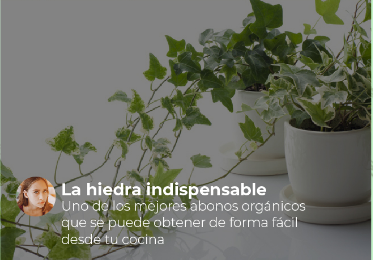 La hiedra indispensable
Uno de los mejores abonos orgánicos
que se puede obtener de forma fácil
desde tu cocina